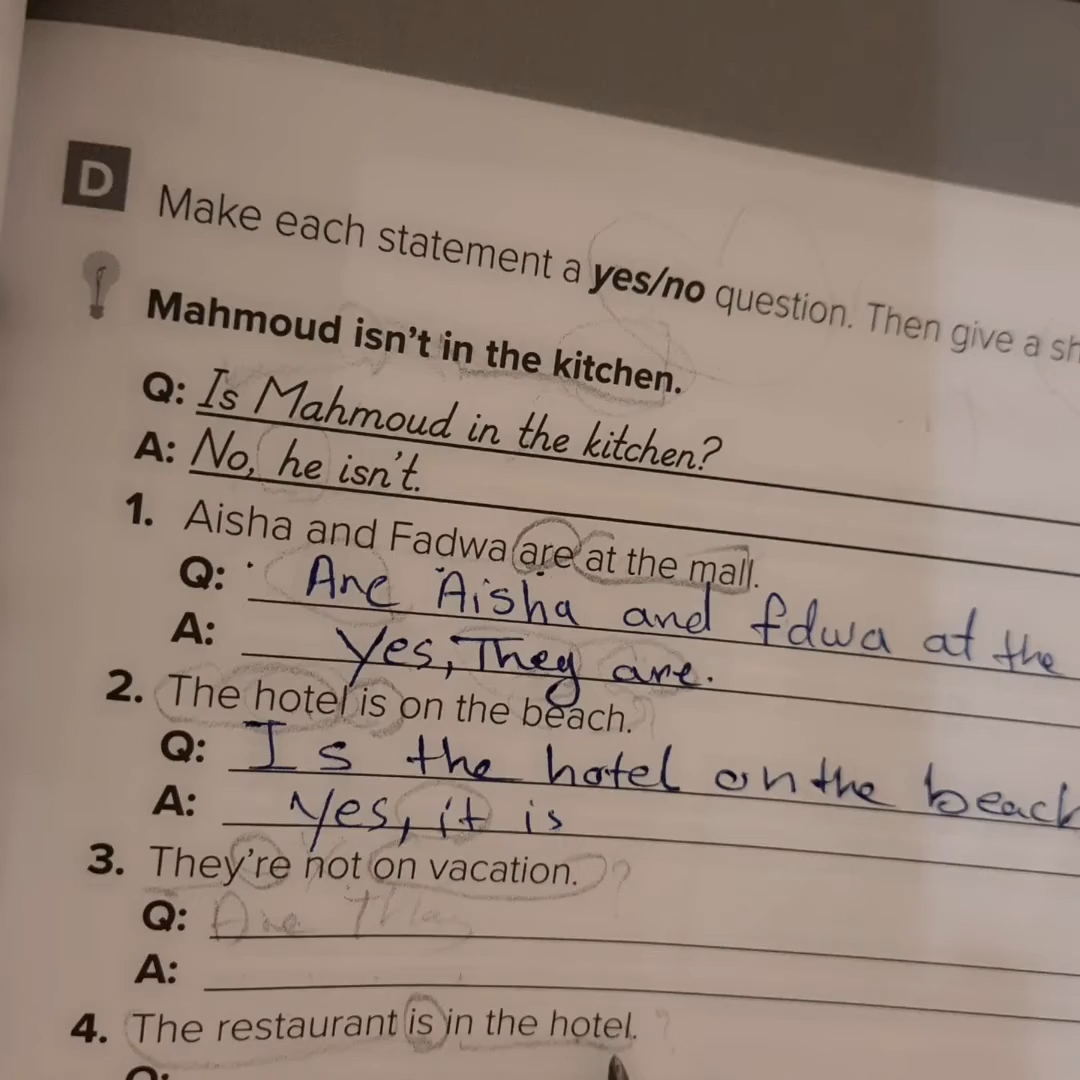 D
Make each statement a yes/no question. Then give a sh
Mahmoud isn't in the kitchen.
Q: Is Mahmoud in the kitchen?
A: No, he isn't.
1. Aisha and Fadwa are at the mall.
Q: Are Aisha and fdwa at the
A: Yes, They are.
2. The hotel is on the beach.
Q: Is the hotel on the beach
A: Yes, it is
3. They're not on vacation. ?
Q: Are
A:
4. The restaurant is in the hotel. ?
Q: